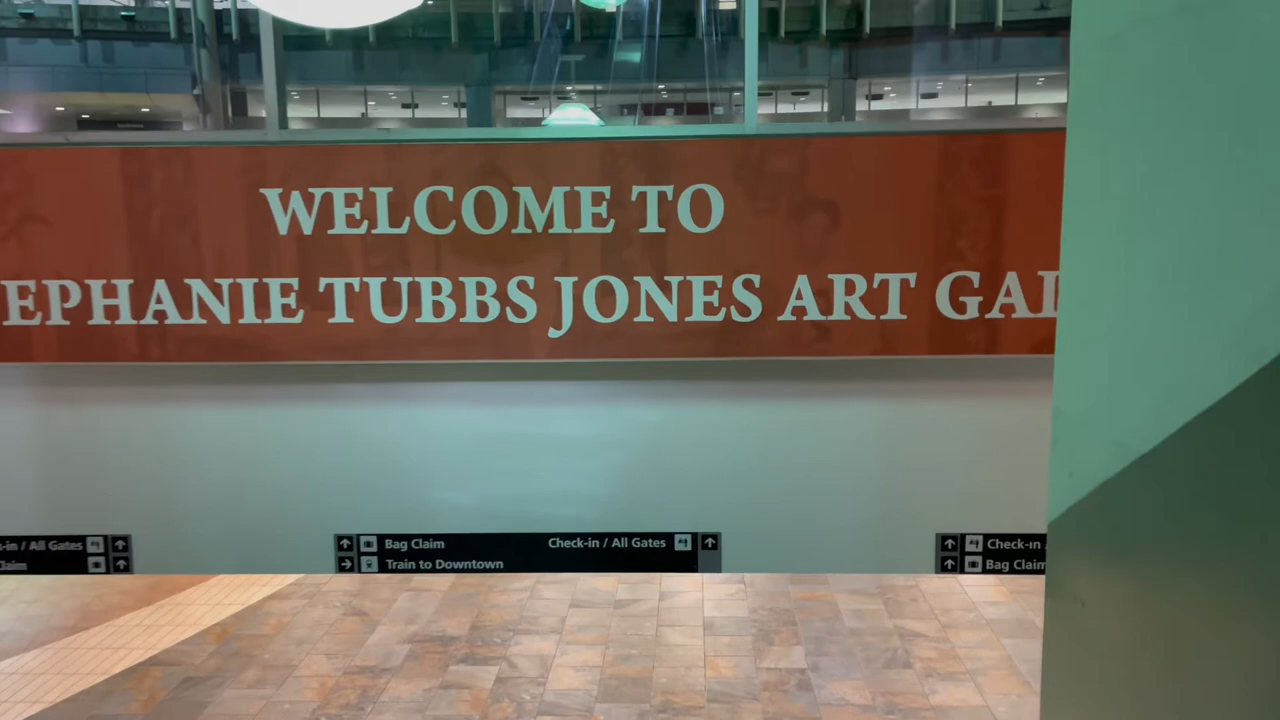 WELCOME TO
EPHANIE TUBBS JONES ART GAL
-in / All Gates
Claim
Bag Claim
Train to Downtown
Check-in / All Gates
Check-in /
Bag Claim